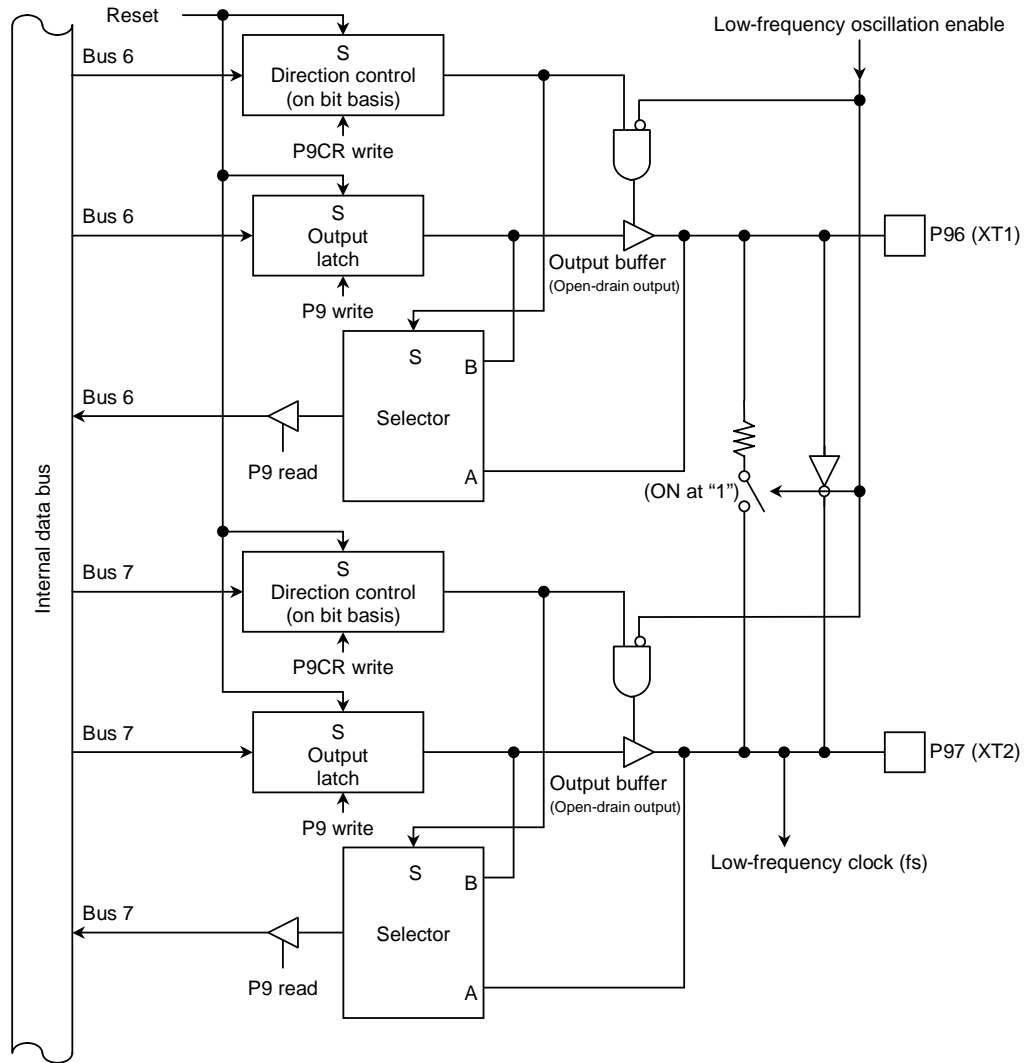 Reset
Low-frequency oscillation enable
Bus 6
S
Direction control
(on bit basis)
P9CR write
Bus 6
S
Output
latch
P9 write
Output buffer
(Open-drain output)
P96 (XT1)
S
B
Bus 6
Selector
P9 read
A
(ON at “1”)
Internal data bus
Bus 7
S
Direction control
(on bit basis)
P9CR write
Bus 7
S
Output
latch
P9 write
Output buffer
(Open-drain output)
P97 (XT2)
Low-frequency clock (fs)
S
B
Bus 7
Selector
P9 read
A